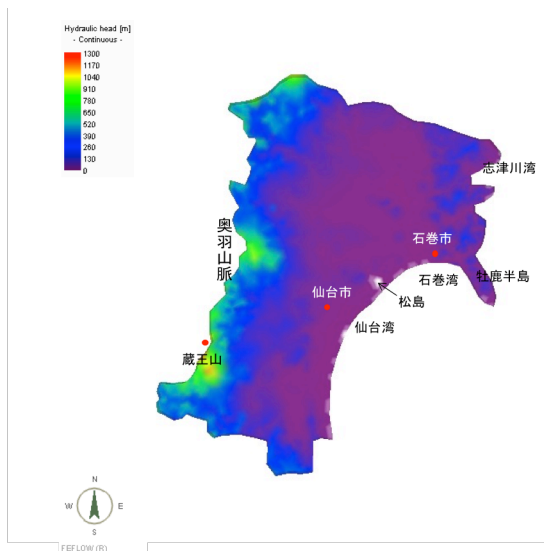 Hydraulic head [m]
- Continuous -
1300
1170
1040
910
780
650
520
390
260
130
0
志津川湾
奥羽山脈
石巻市
石巻湾
牡鹿半島
仙台市
松島
仙台湾
蔵王山
N
W
E
S
FEFLOW (R)